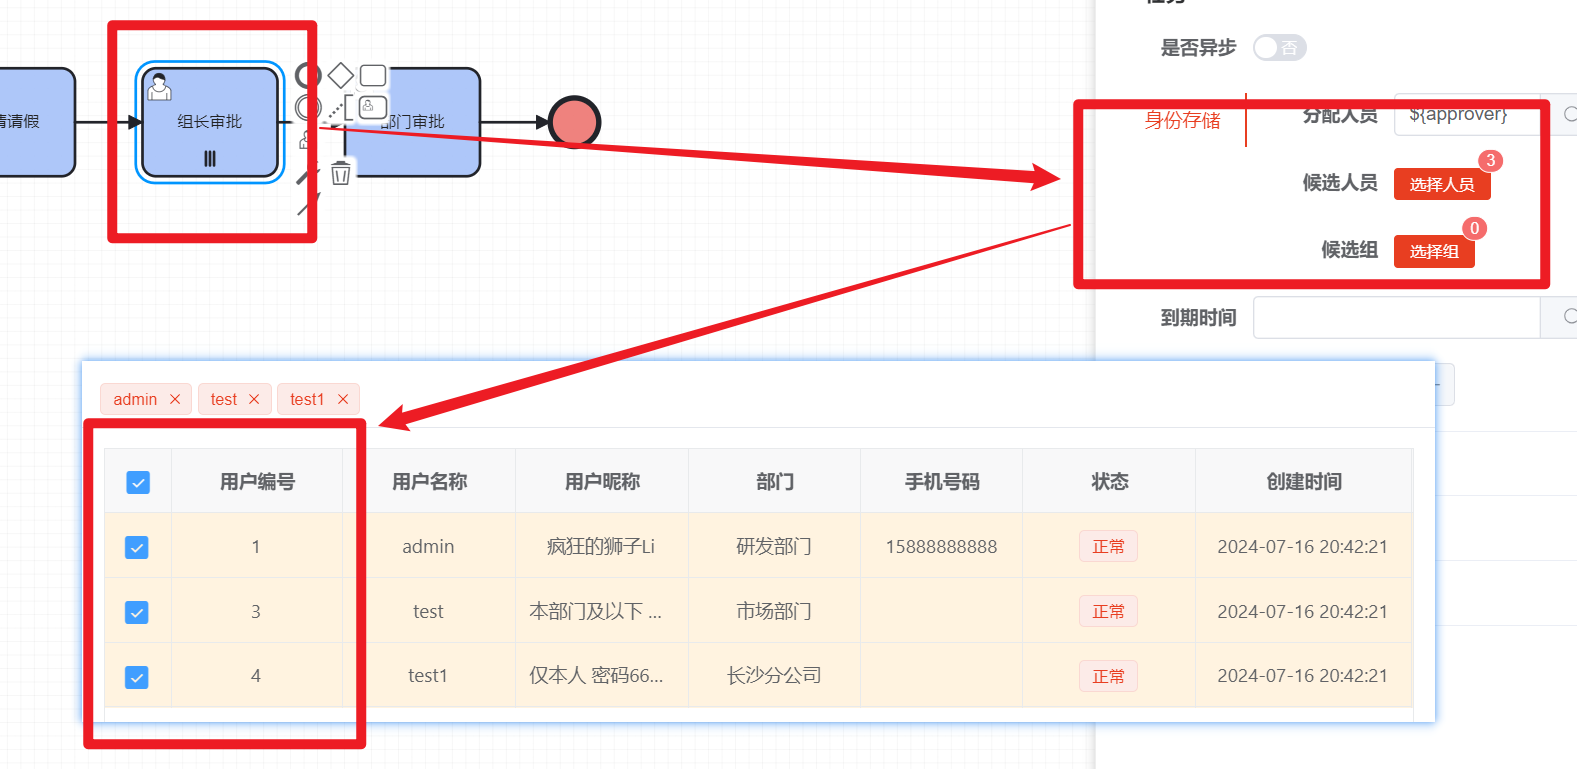 是否异步 否
请假
组长审批
部门审批
身份存储
分配人员 ${approver}
候选人员 选择人员 3
候选组 选择组 0
到期时间
admin × test × test1 ×
用户编号 用户名称 用户昵称 部门 手机号码 状态 创建时间
1 admin 疯狂的狮子Li 研发部门 15888888888 正常 2024-07-16 20:42:21
3 test 本部门及以下 ... 市场部门 正常 2024-07-16 20:42:21
4 test1 仅本人 密码66... 长沙分公司 正常 2024-07-16 20:42:21